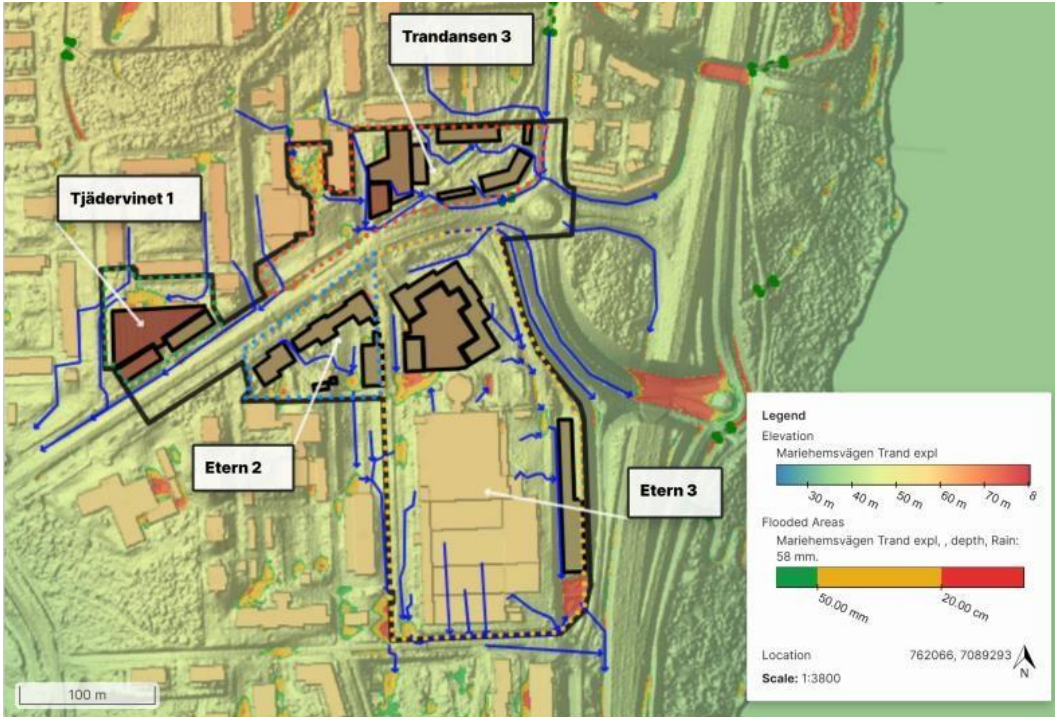 Trandansen 3
Tjädervinet 1
Etern 2
Etern 3
Legend
Elevation
Mariehemsvägen Trand expl
30 m 40 m 50 m 60 m 70 m 8
Flooded Areas
Mariehemsvägen Trand expl, , depth, Rain:
58 mm.
50.00 mm 20.00 cm
Location 762066, 7089293
N
Scale: 1:3800
100 m